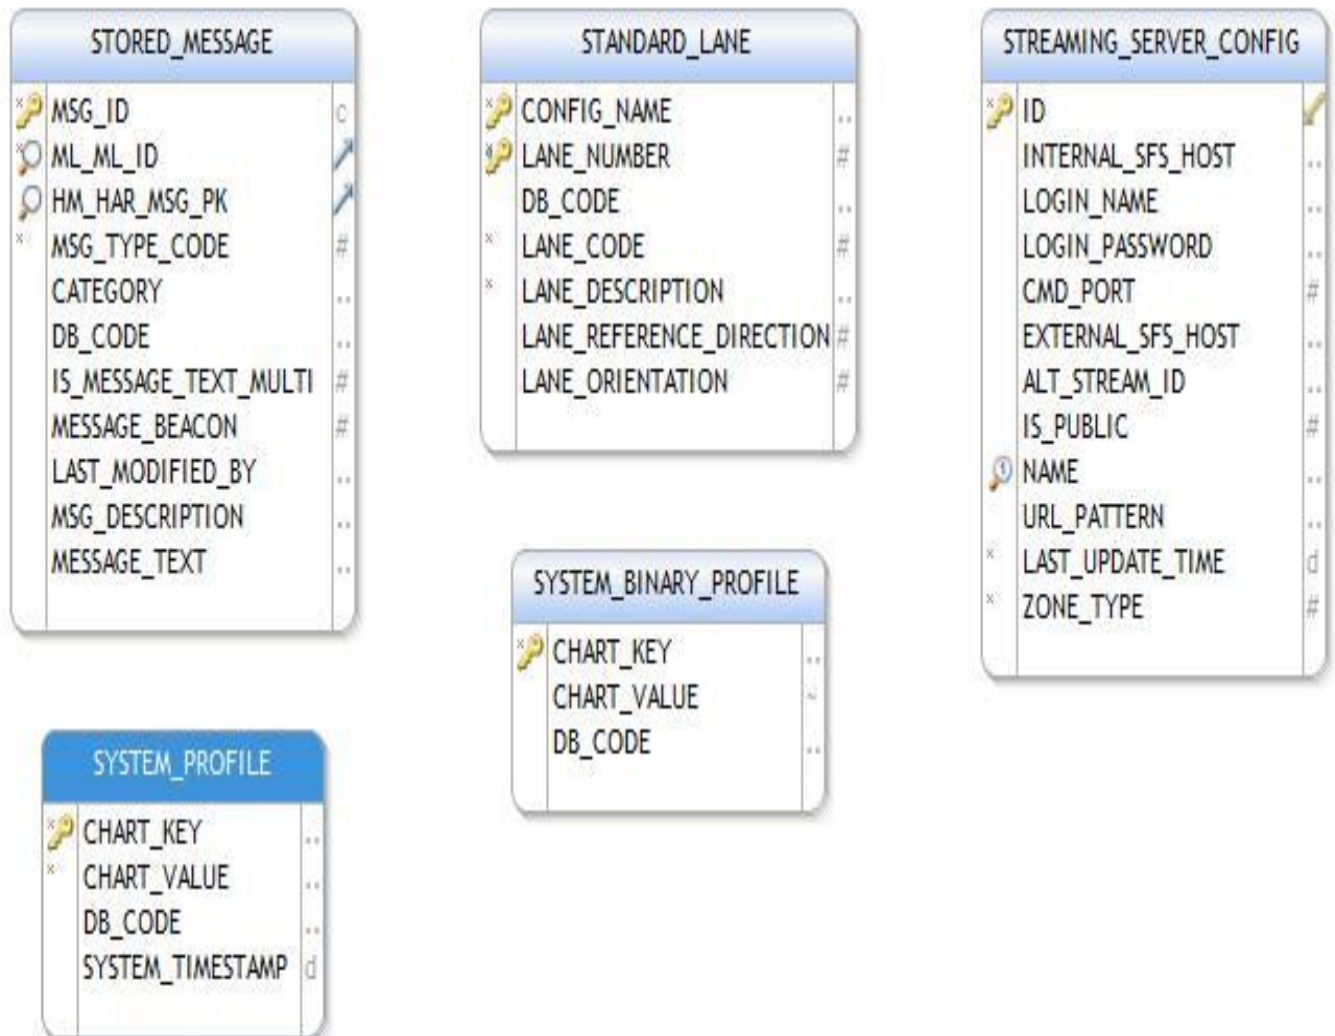 STORED_MESSAGE
MSG_ID c
ML_ML_ID
HM_HAR_MSG_PK
MSG_TYPE_CODE #
CATEGORY ..
DB_CODE ..
IS_MESSAGE_TEXT_MULTI #
MESSAGE_BEACON #
LAST_MODIFIED_BY ..
MSG_DESCRIPTION ..
MESSAGE_TEXT ..
STANDARD_LANE
CONFIG_NAME ..
LANE_NUMBER #
DB_CODE ..
LANE_CODE #
LANE_DESCRIPTION ..
LANE_REFERENCE_DIRECTION #
LANE_ORIENTATION #
STREAMING_SERVER_CONFIG
ID
INTERNAL_SFS_HOST ..
LOGIN_NAME ..
LOGIN_PASSWORD ..
CMD_PORT #
EXTERNAL_SFS_HOST ..
ALT_STREAM_ID ..
IS_PUBLIC #
NAME ..
URL_PATTERN ..
LAST_UPDATE_TIME d
ZONE_TYPE #
SYSTEM_BINARY_PROFILE
CHART_KEY ..
CHART_VALUE
DB_CODE ..
SYSTEM_PROFILE
CHART_KEY ..
CHART_VALUE ..
DB_CODE ..
SYSTEM_TIMESTAMP d